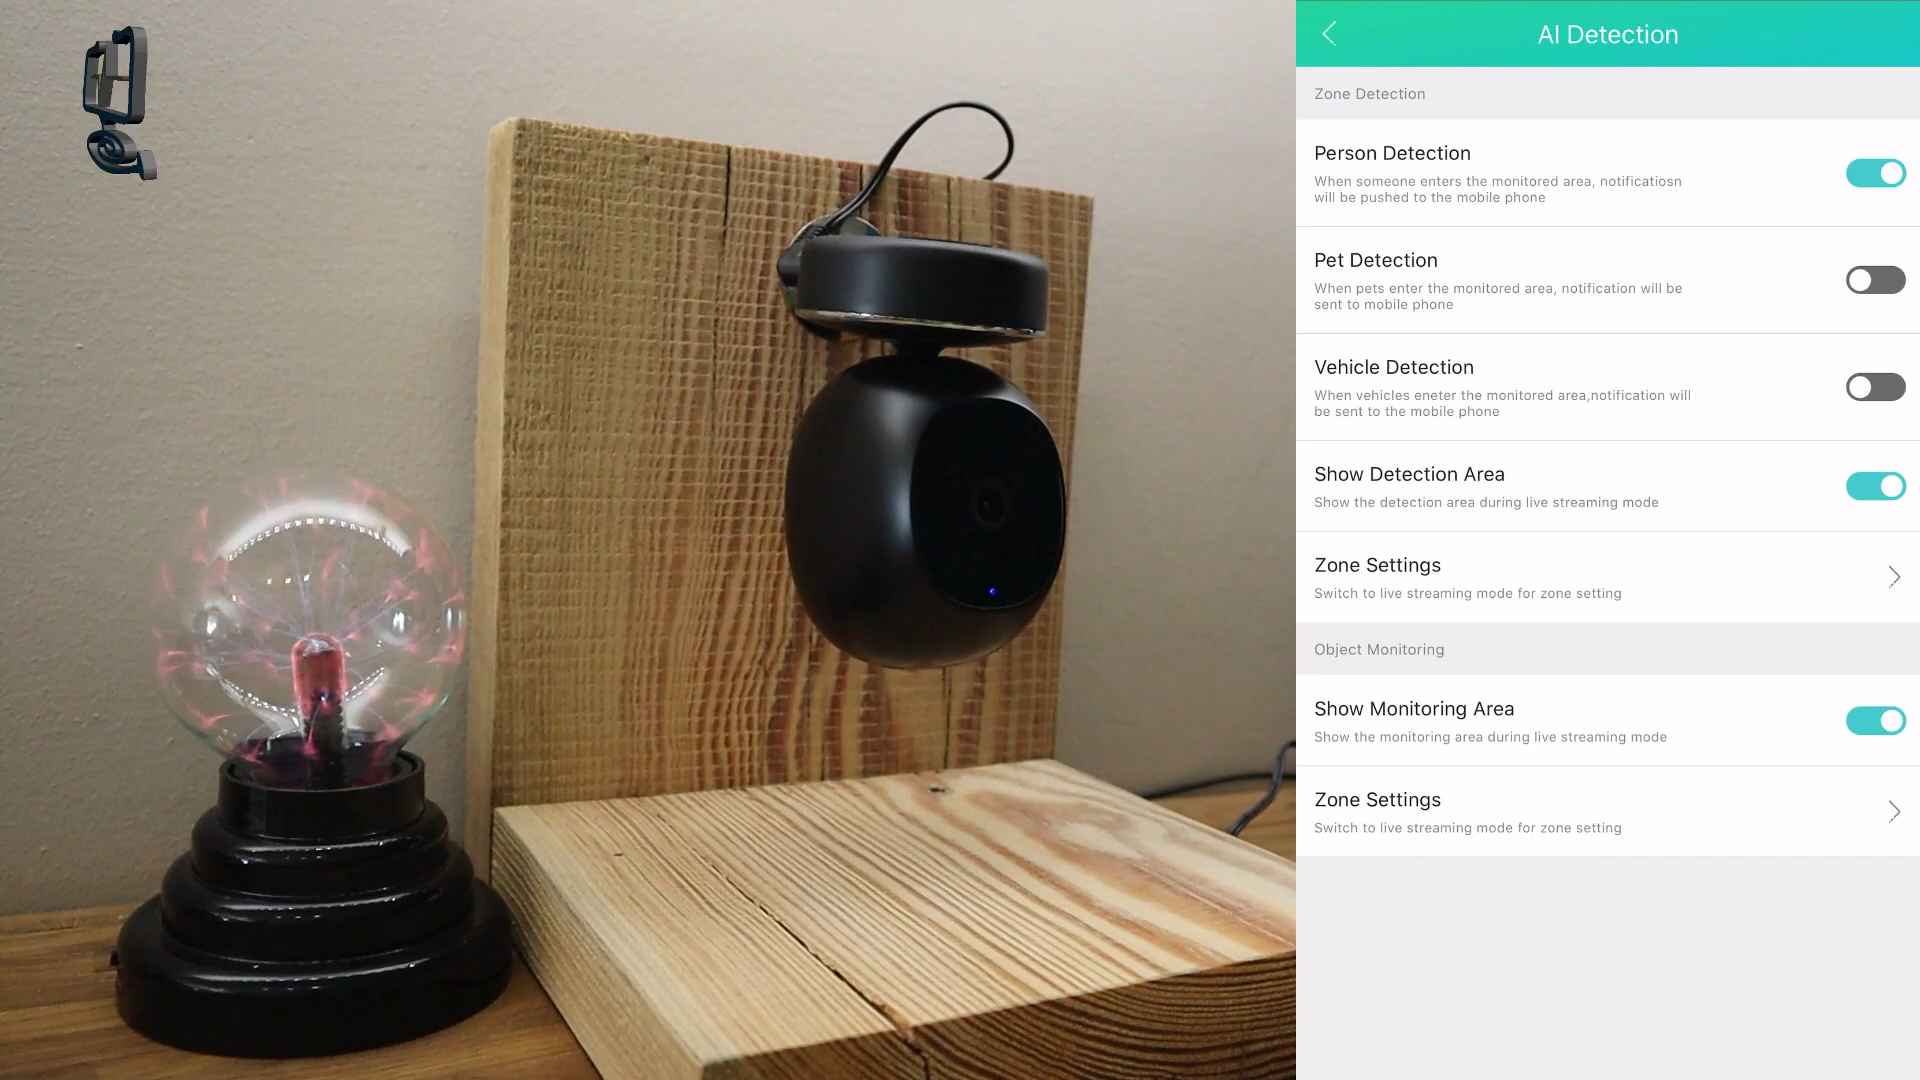 AI Detection
Zone Detection
Person Detection
When someone enters the monitored area, notificatiosn
will be pushed to the mobile phone
Pet Detection
When pets enter the monitored area, notification will be
sent to mobile phone
Vehicle Detection
When vehicles eneter the monitored area,notification will
be sent to the mobile phone
Show Detection Area
Show the detection area during live streaming mode
Zone Settings
Switch to live streaming mode for zone setting
Object Monitoring
Show Monitoring Area
Show the monitoring area during live streaming mode
Zone Settings
Switch to live streaming mode for zone setting